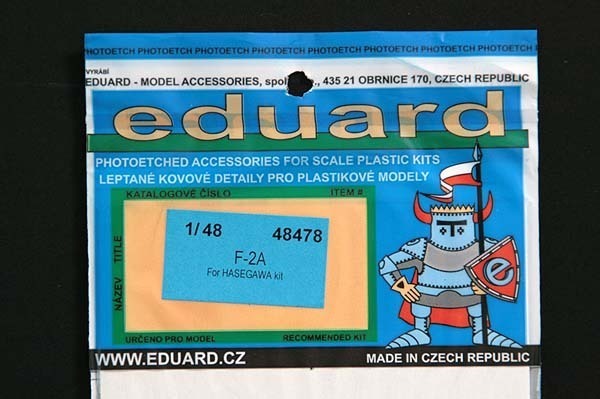 PHOTOETCH PHOTOETCH PHOTOETCH PHOTOETCH PHOTOETCH PHOTOETCH PHOTOETCH PHOTOETCH
VYRÁBÍ
EDUARD - MODEL ACCESSORIES, 435 21 OBRNICE 170, CZECH REPUBLIC
eduard
PHOTOETCHED ACCESSORIES FOR SCALE PLASTIC KITS
LEPTANÉ KOVOVÉ DETAILY PRO PLASTIKOVÉ MODELY
KATALOGOVÉ ČÍSLO ITEM #
1/48 48478
F-2A
For HASEGAWA kit
NÁZEV TITLE
e
URČENO PRO MODEL RECOMMENDED KIT
WWW.EDUARD.CZ MADE IN CZECH REPUBLIC